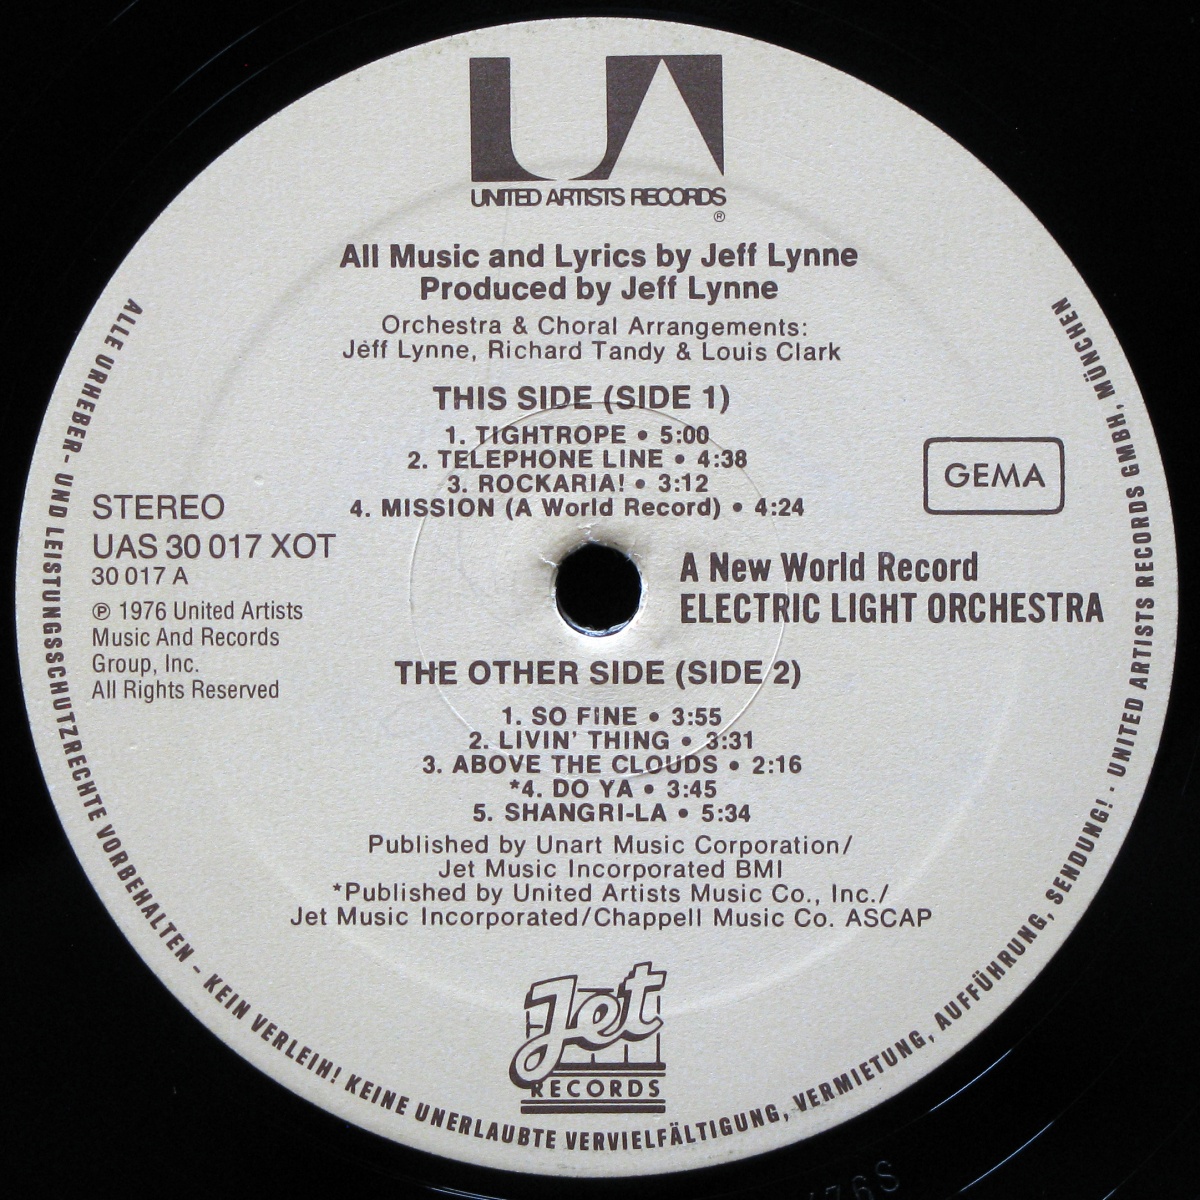 UNITED ARTISTS RECORDS
®
All Music and Lyrics by Jeff Lynne
Produced by Jeff Lynne
Orchestra & Choral Arrangements:
Jeff Lynne, Richard Tandy & Louis Clark
THIS SIDE (SIDE 1)
1. TIGHTROPE • 5:00
2. TELEPHONE LINE • 4:38
3. ROCKARIA! • 3:12
4. MISSION (A World Record) • 4:24
STEREO
UAS 30 017 XOT
30 017 A
℗ 1976 United Artists
Music And Records
Group, Inc.
All Rights Reserved
GEMA
A New World Record
ELECTRIC LIGHT ORCHESTRA
THE OTHER SIDE (SIDE 2)
1. SO FINE • 3:55
2. LIVIN' THING • 3:31
3. ABOVE THE CLOUDS • 2:16
*4. DO YA • 3:45
5. SHANGRI-LA • 5:34
Published by Unart Music Corporation/
Jet Music Incorporated BMI
*Published by United Artists Music Co., Inc./
Jet Music Incorporated/Chappell Music Co. ASCAP
Jet
RECORDS
ALLE URHEBER- UND LEISTUNGSSCHUTZRECHTE VORBEHALTEN - KEIN VERLEIH! KEINE UNERLAUBTE VERVIELFÄLTIGUNG, VERMIETUNG, AUFFÜHRUNG, SENDUNG! · UNITED ARTISTS RECORDS GMBH, MÜNCHEN